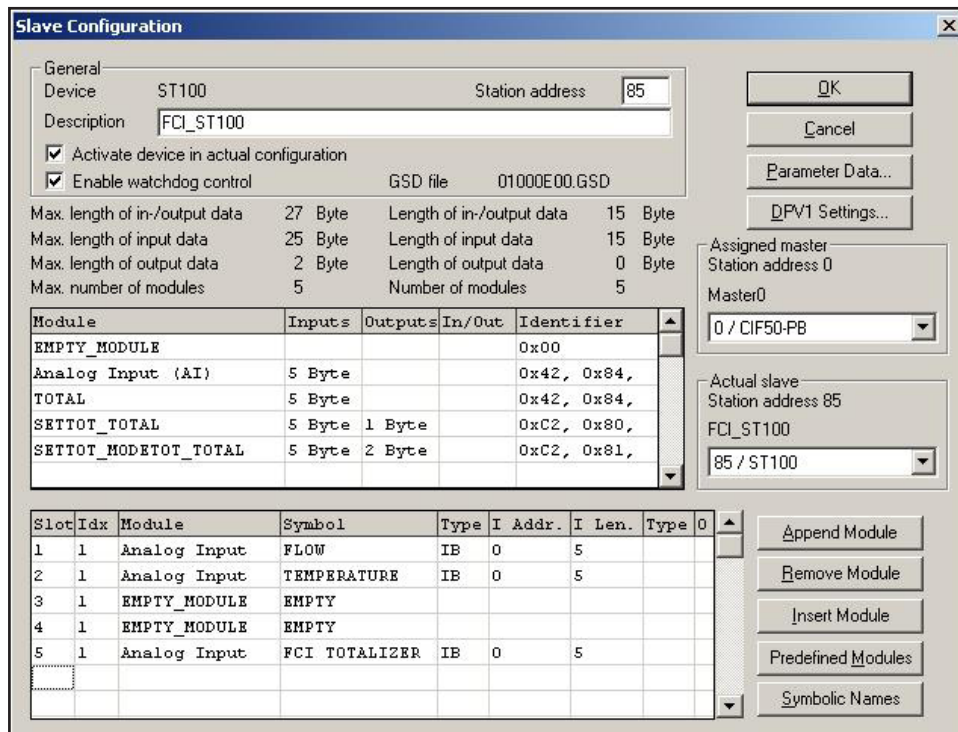 Slave Configuration
General
Device ST100 Station address 85
Description FCI_ST100
Activate device in actual configuration
Enable watchdog control GSD file 01000E00.GSD
Max. length of in-/output data 27 Byte Length of in-/output data 15 Byte
Max. length of input data 25 Byte Length of input data 15 Byte
Max. length of output data 2 Byte Length of output data 0 Byte
Max. number of modules 5 Number of modules 5
Module Inputs Outputs In/Out Identifier
EMPTY_MODULE 0x00
Analog Input (AI) 5 Byte 0x42, 0x84,
TOTAL 5 Byte 0x42, 0x84,
SETTOT_TOTAL 5 Byte 1 Byte 0xC2, 0x80,
SETTOT_MODETOT_TOTAL 5 Byte 2 Byte 0xC2, 0x81,
Slot Idx Module Symbol Type I Addr. I Len. Type O
1 1 Analog Input FLOW IB 0 5
2 1 Analog Input TEMPERATURE IB 0 5
3 1 EMPTY_MODULE EMPTY
4 1 EMPTY_MODULE EMPTY
5 1 Analog Input FCI TOTALIZER IB 0 5
OK
Cancel
Parameter Data...
DPV1 Settings...
Assigned master
Station address 0
Master0
0 / CIF50-PB
Actual slave
Station address 85
FCI_ST100
85 / ST100
Append Module
Remove Module
Insert Module
Predefined Modules
Symbolic Names